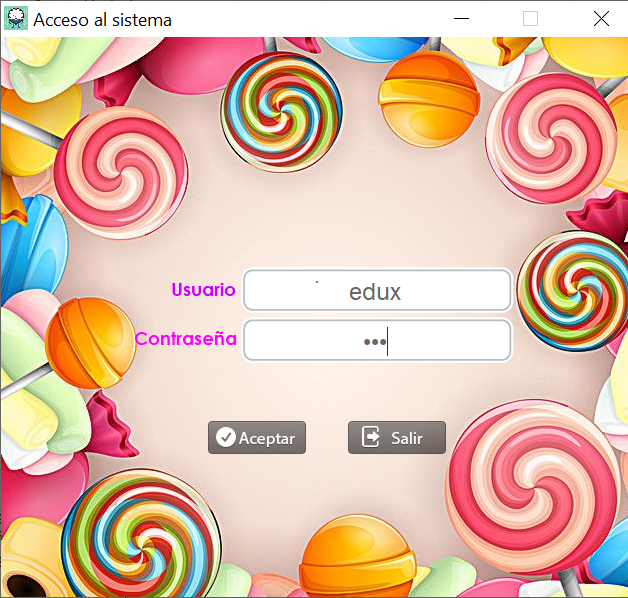 Acceso al sistema
Usuario edux
Contraseña •••
Aceptar Salir